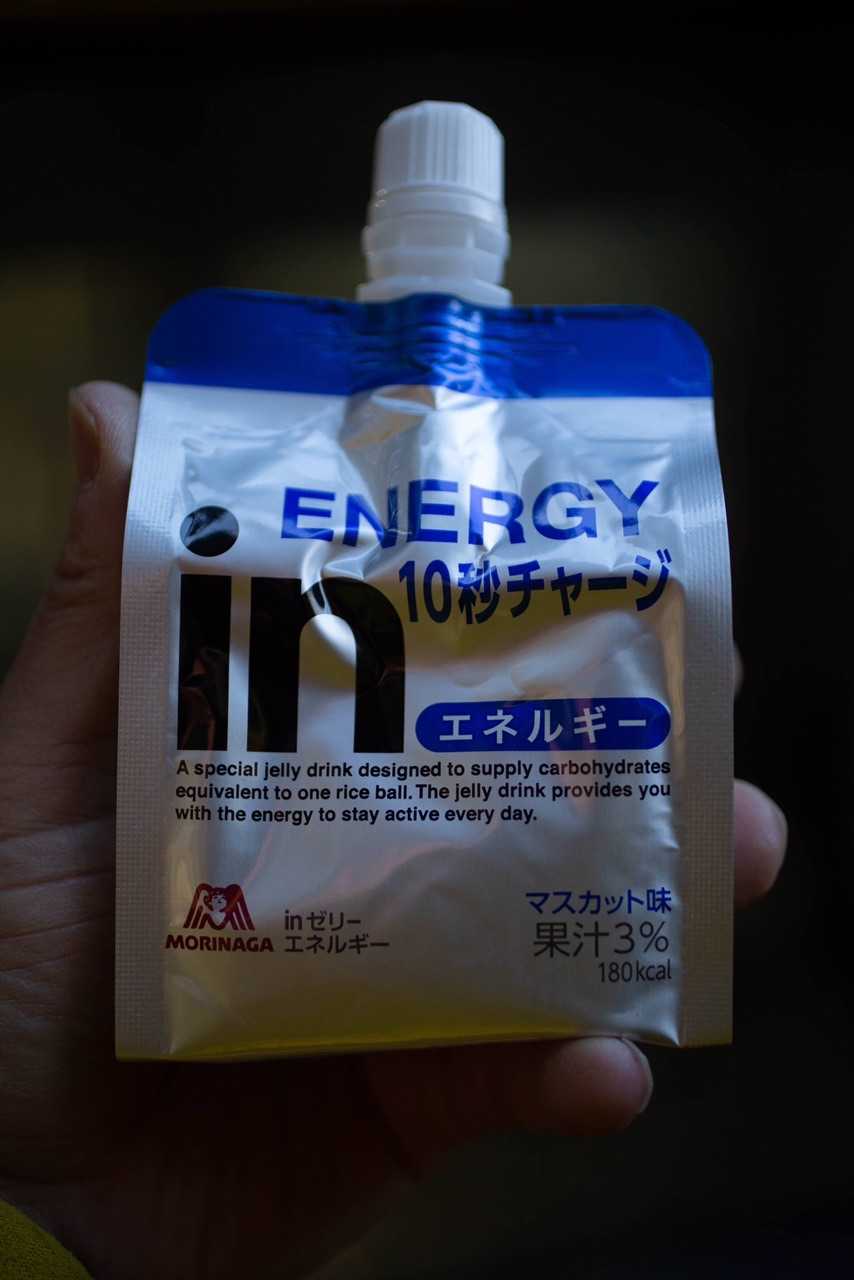 ENERGY
in
10秒チャージ
エネルギー
A special jelly drink designed to supply carbohydrates
equivalent to one rice ball. The jelly drink provides you
with the energy to stay active every day.
MORINAGA
inゼリー
エネルギー
マスカット味
果汁3%
180kcal